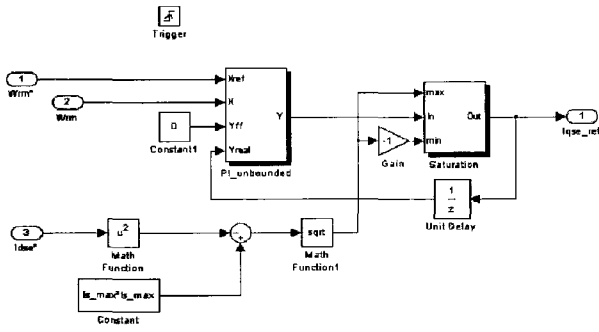 Trigger
1
Wrm*
2
Wrm
0
Constant1
Xref
X
Yff
Yreal
Y
PI_unbounded
-1
Gain
max
In
min
Out
Saturation
1
Iqse_ref
1
z
Unit Delay
3
Idse*
u²
Math
Function
sqrt
Math
Function1
Is_max*Is_max
Constant